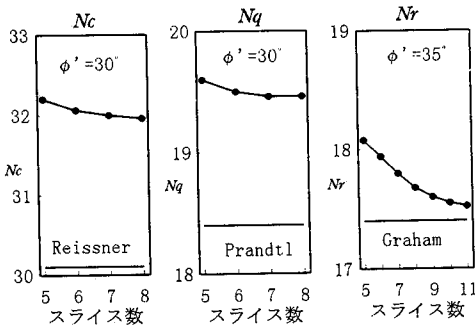 Nc
33
32
31
30
Nc
φ'=30°
Reissner
5 6 7 8
スライス数
Nq
20
19
18
Nq
φ'=30°
Prandtl
5 6 7 8
スライス数
Nr
19
18
17
Nr
φ'=35°
Graham
5 7 9 11
スライス数